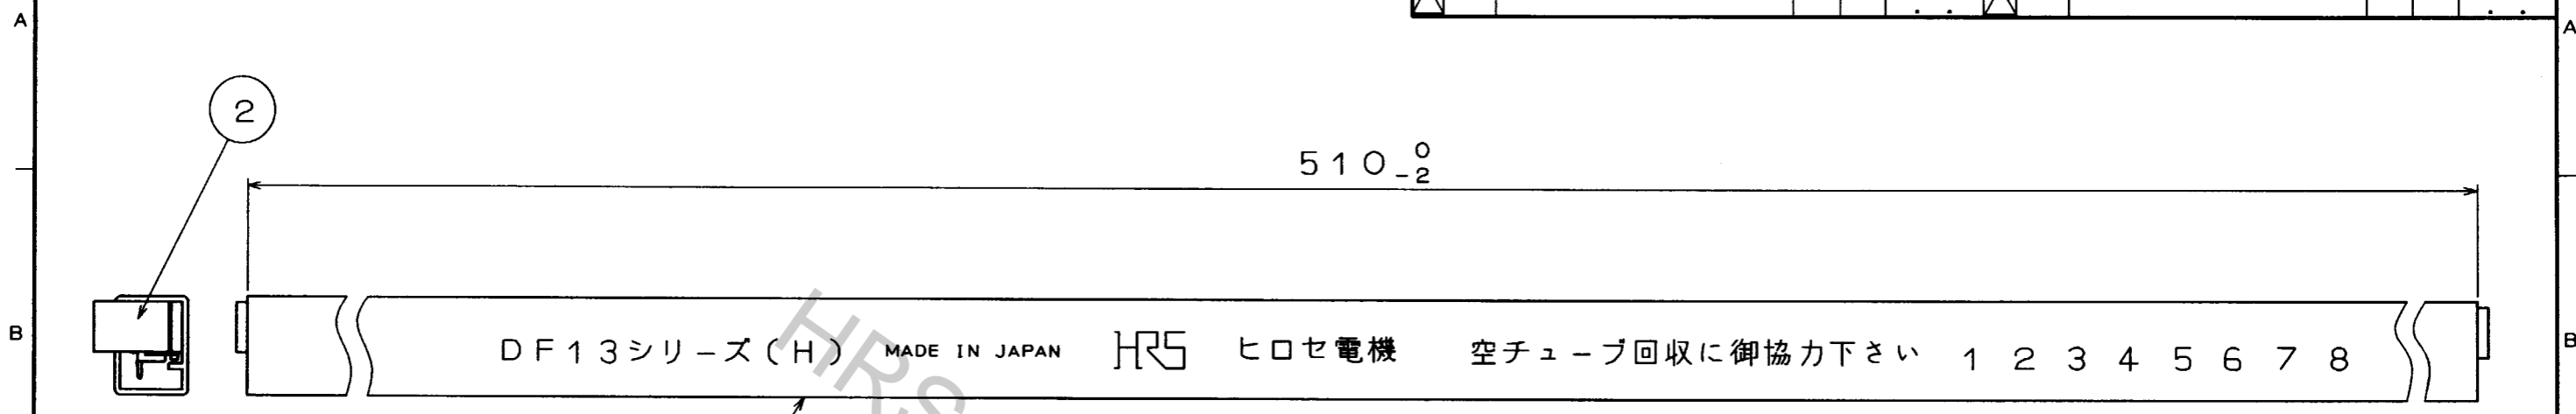 A A
2
510 0 -2
B B
DF13シリーズ(H) MADE IN JAPAN HRS ヒロセ電機 空チューブ回収に御協力下さい 1 2 3 4 5 6 7 8
HRS